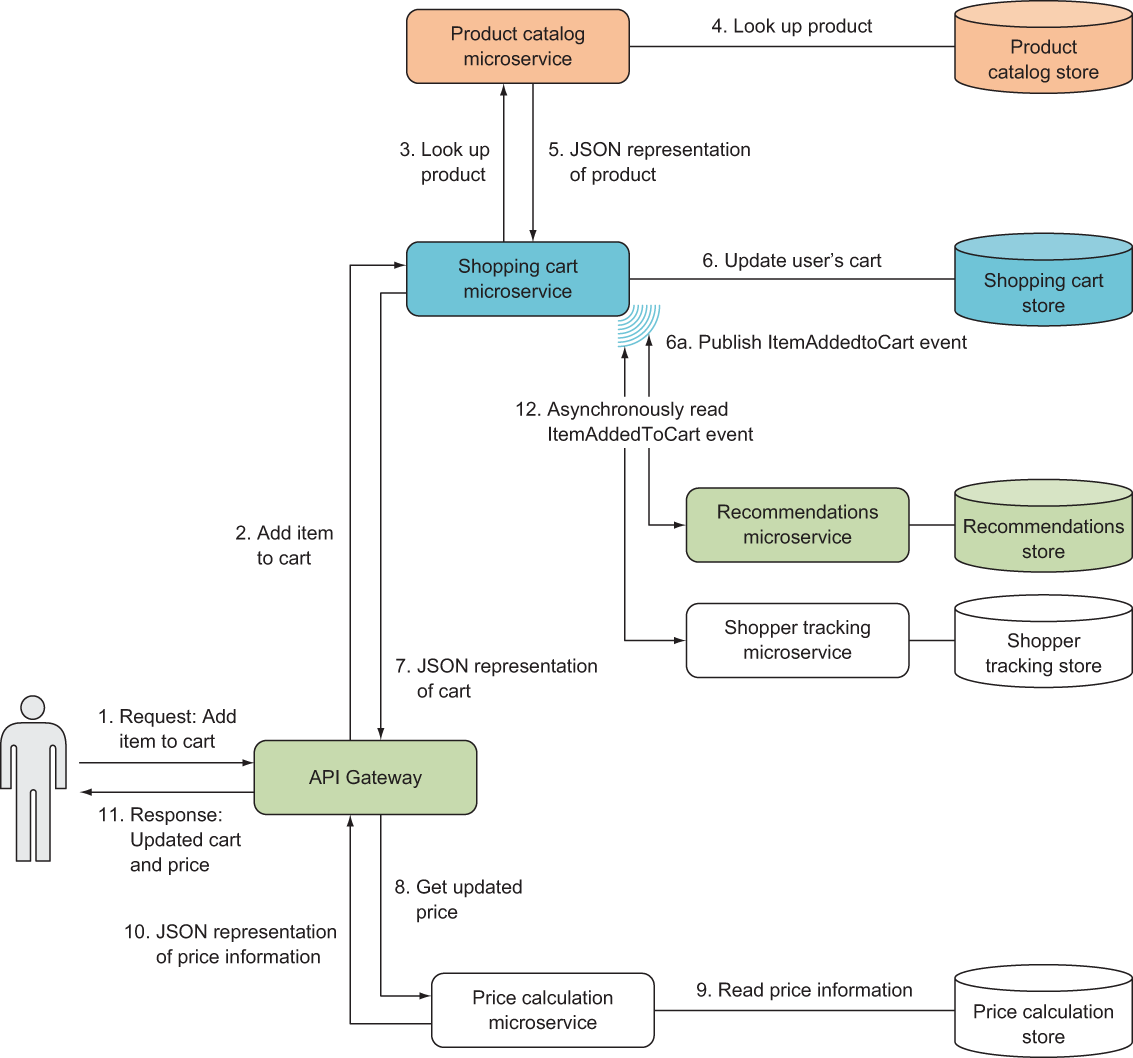 Product catalog
microservice
4. Look up product
Product
catalog store
3. Look up
product
5. JSON representation
of product
Shopping cart
microservice
6. Update user’s cart
Shopping cart
store
6a. Publish ItemAddedtoCart event
12. Asynchronously read
ItemAddedToCart event
Recommendations
microservice
Recommendations
store
2. Add item
to cart
Shopper tracking
microservice
Shopper
tracking store
7. JSON representation
of cart
1. Request: Add
item to cart
API Gateway
11. Response:
Updated cart
and price
8. Get updated
price
10. JSON representation
of price information
Price calculation
microservice
9. Read price information
Price calculation
store